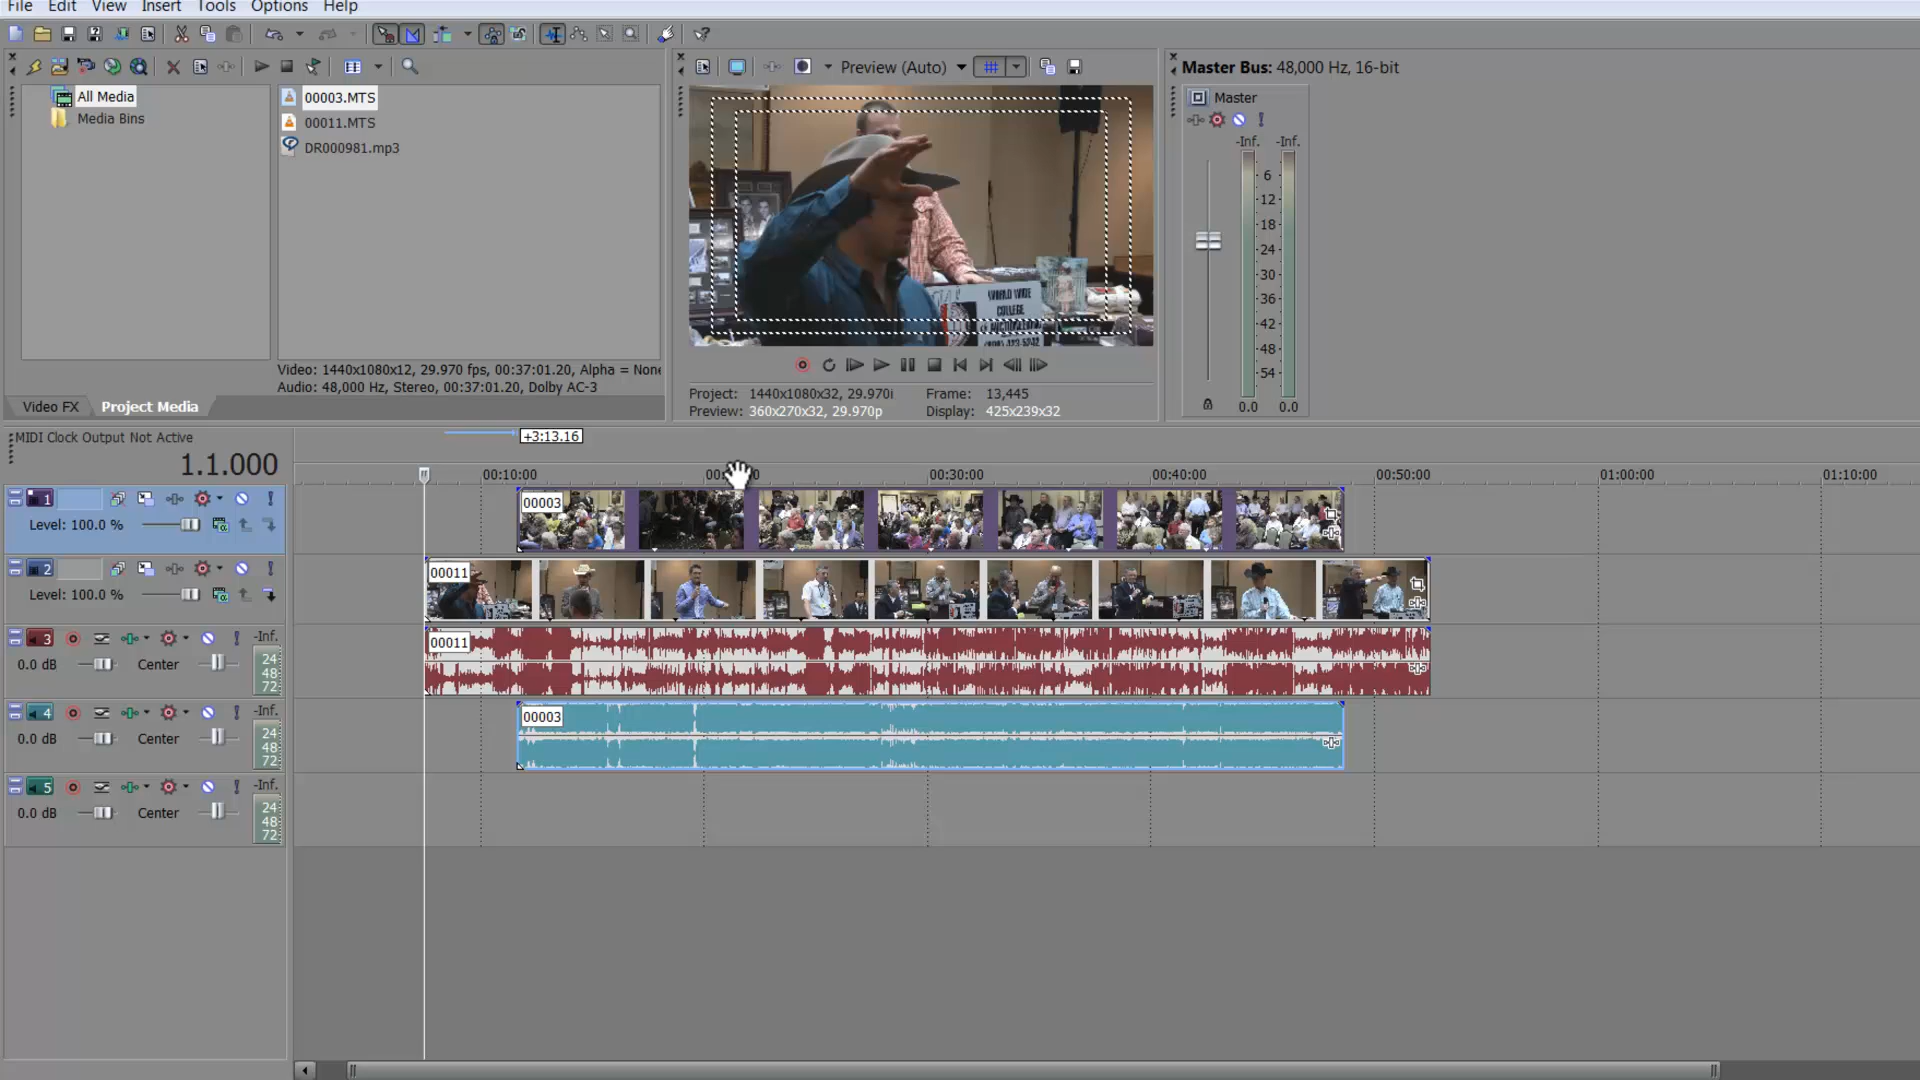 File Edit View Insert Tools Options Help
All Media
Media Bins
00003.MTS
00011.MTS
DR000981.mp3
Video: 1440x1080x12, 29.970 fps, 00:37:01.20, Alpha = None
Audio: 48,000 Hz, Stereo, 00:37:01.20, Dolby AC-3
Video FX Project Media
Preview (Auto)
WORLD WIDE
COLLEGE
Project: 1440x1080x32, 29.970i Frame: 13,445
Preview: 360x270x32, 29.970p Display: 425x239x32
Master Bus: 48,000 Hz, 16-bit
Master
-Inf. -Inf.
6
12
18
24
30
36
42
48
54
0.0 0.0
MIDI Clock Output Not Active
1.1.000
+3:13.16
00:10:00 00:30:00 00:40:00 00:50:00 01:00:00 01:10:00
1
Level: 100.0 %
00003
2
Level: 100.0 %
00011
3 -Inf.
0.0 dB Center
24
48
72
00011
4 -Inf.
0.0 dB Center
24
48
72
00003
5 -Inf.
0.0 dB Center
24
48
72